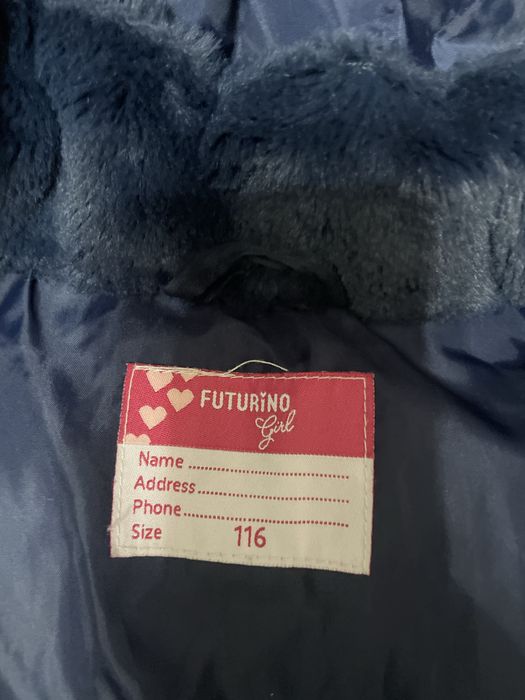 FUTURiNO
Girl
Name..............................
Address..........................
Phone..............................
Size 116